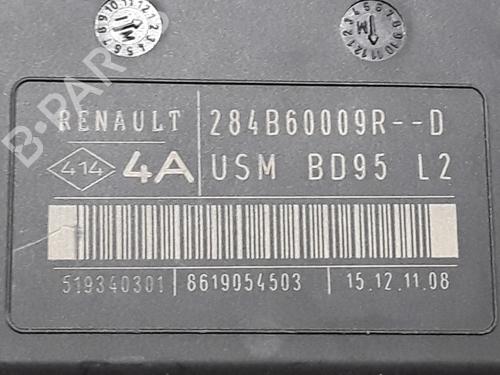 RENAULT 284B60009R--D
414 4A USM BD95 L2
519340301 8619054503 15.12.11.08
B-PARTS